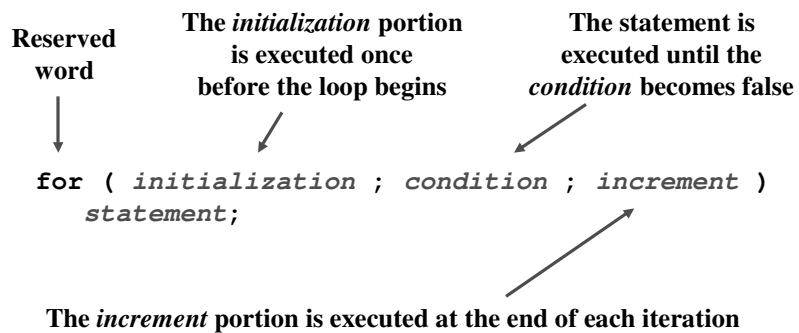 Reserved
word
The initialization portion
is executed once
before the loop begins
The statement is
executed until the
condition becomes false
for ( initialization ; condition ; increment )
statement;
The increment portion is executed at the end of each iteration